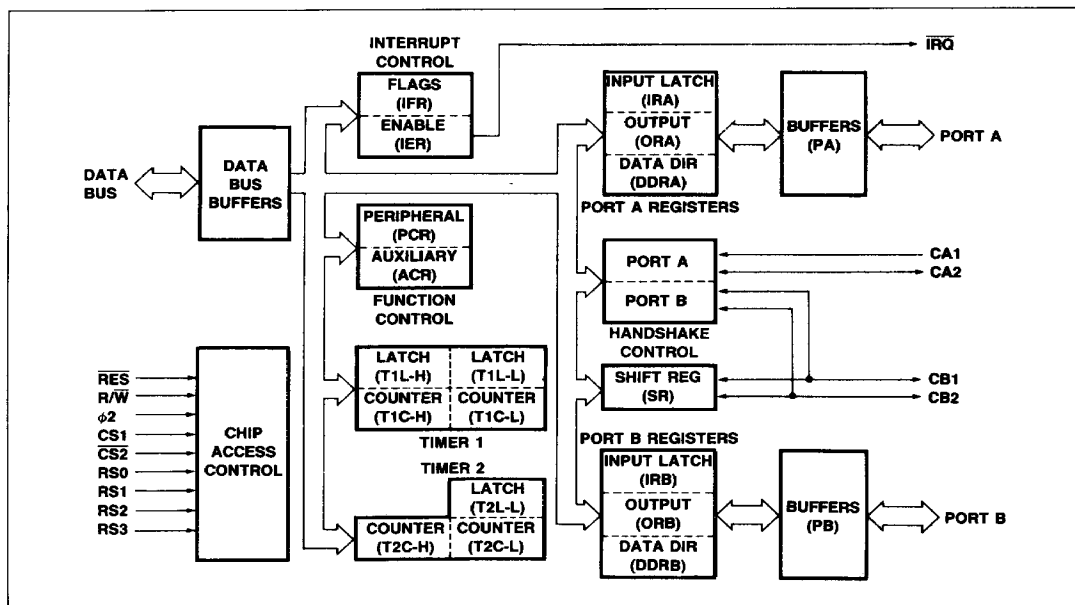 INTERRUPT
CONTROL
FLAGS
(IFR)
ENABLE
(IER)
IRQ
INPUT LATCH
(IRA)
OUTPUT
(ORA)
DATA DIR
(DDRA)
PORT A REGISTERS
BUFFERS
(PA)
PORT A
DATA
BUS
DATA
BUS
BUFFERS
PERIPHERAL
(PCR)
AUXILIARY
(ACR)
FUNCTION
CONTROL
PORT A
PORT B
HANDSHAKE
CONTROL
CA1
CA2
LATCH
(T1L-H)
LATCH
(T1L-L)
COUNTER
(T1C-H)
COUNTER
(T1C-L)
TIMER 1
SHIFT REG
(SR)
CB1
CB2
RES
R/W
ϕ2
CS1
CS2
RS0
RS1
RS2
RS3
CHIP
ACCESS
CONTROL
TIMER 2
LATCH
(T2L-L)
COUNTER
(T2C-H)
COUNTER
(T2C-L)
PORT B REGISTERS
INPUT LATCH
(IRB)
OUTPUT
(ORB)
DATA DIR
(DDRB)
BUFFERS
(PB)
PORT B